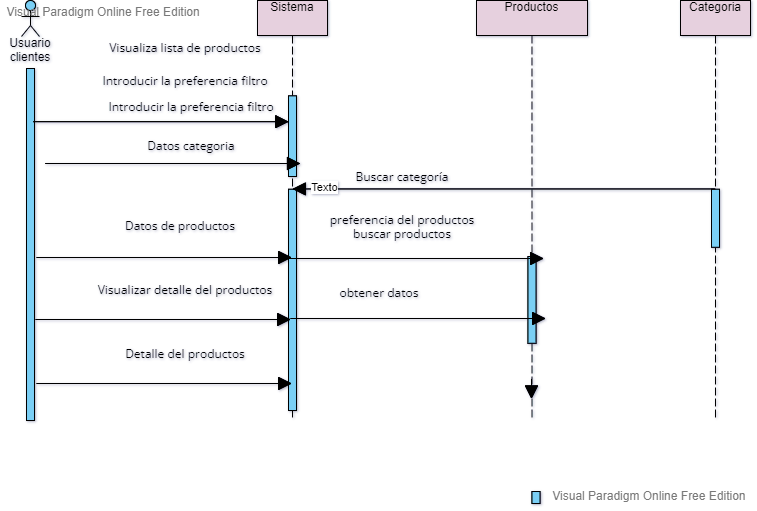 Visual Paradigm Online Free Edition
Sistema
Productos
Categoria
Usuario
clientes
Visualiza lista de productos
Introducir la preferencia filtro
Introducir la preferencia filtro
Datos categoria
Buscar categoría
Texto
Datos de productos
preferencia del productos
buscar productos
Visualizar detalle del productos
obtener datos
Detalle del productos
Visual Paradigm Online Free Edition